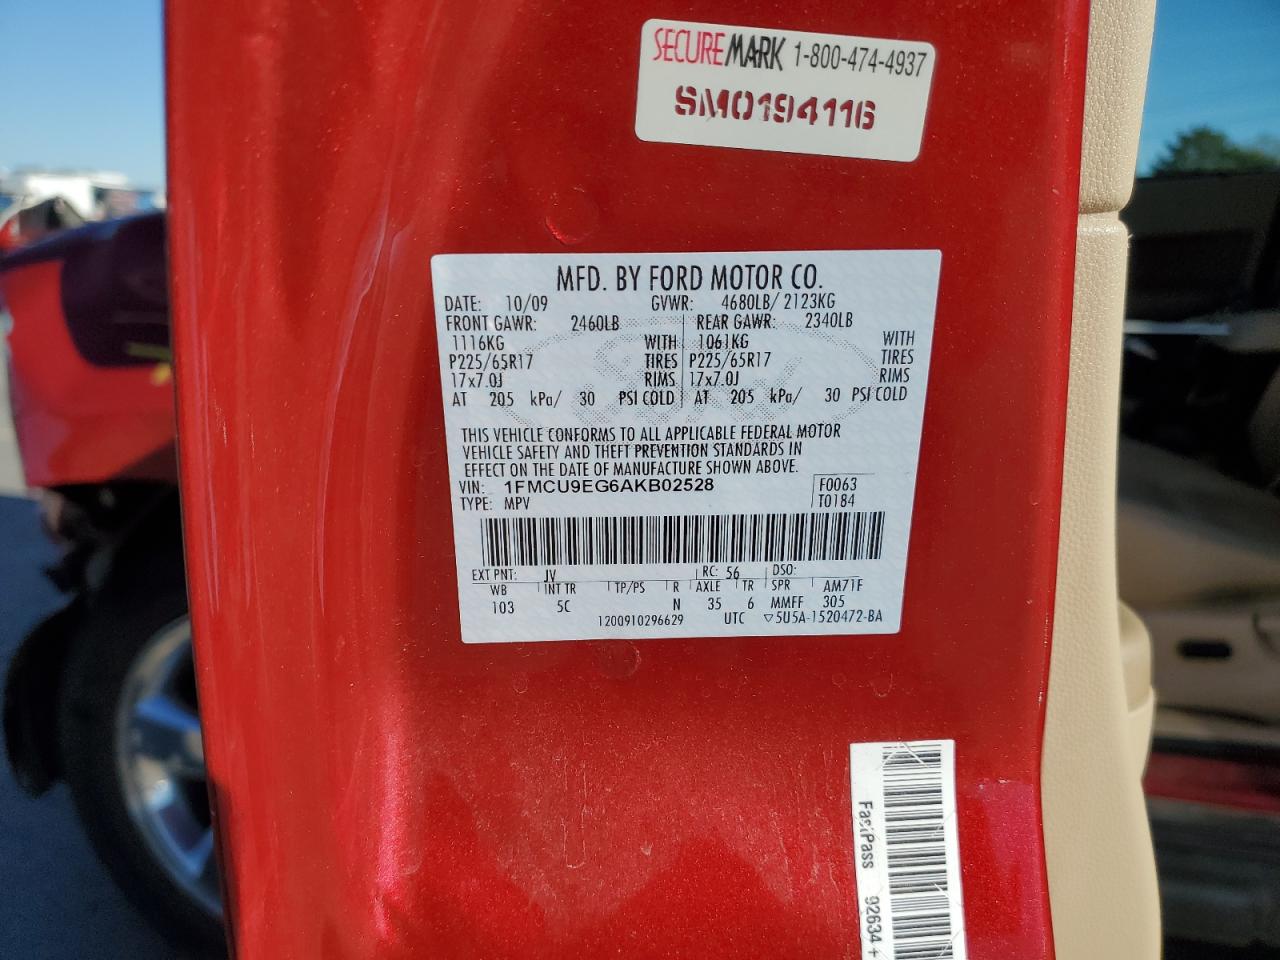 SECUREMARK 1-800-474-4937
SM0194116
MFD. BY FORD MOTOR CO.
DATE: 10/09 GVWR: 4680LB/ 2123KG
FRONT GAWR: 2460LB REAR GAWR: 2340LB
1116KG WITH 1061KG WITH
P225/65R17 TIRES P225/65R17 TIRES
17x7.0J RIMS 17x7.0J RIMS
AT 205 kPa/ 30 PSI COLD AT 205 kPa/ 30 PSI COLD
THIS VEHICLE CONFORMS TO ALL APPLICABLE FEDERAL MOTOR
VEHICLE SAFETY AND THEFT PREVENTION STANDARDS IN
EFFECT ON THE DATE OF MANUFACTURE SHOWN ABOVE.
VIN: 1FMCU9EG6AKB02528 F0063
TYPE: MPV T0184
EXT PNT: JV RC: 56 DSO:
WB INT TR TP/PS R AXLE TR SPR AM71F
103 5C N 35 6 MMFF 305
1200910296629 UTC ▽5U5A-1520472-BA
FastPass 92634 +